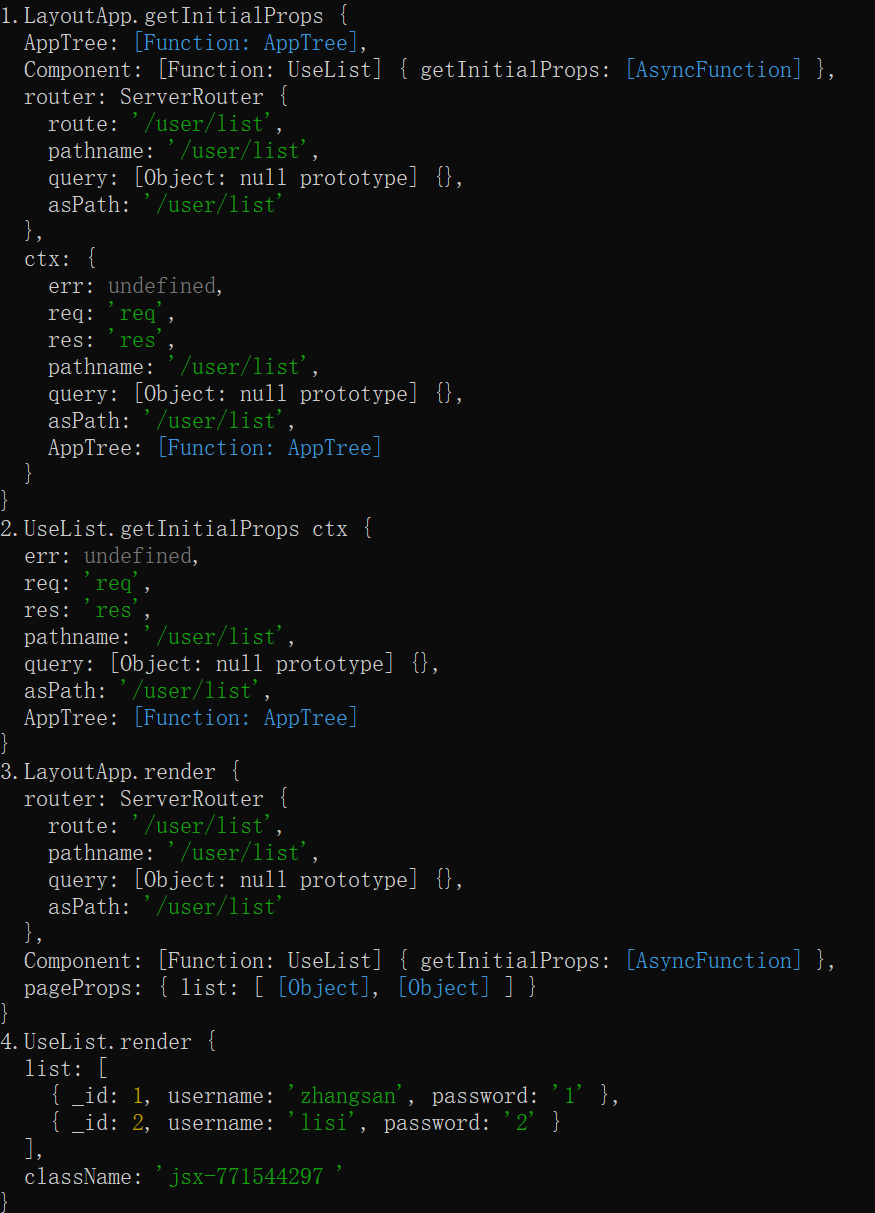 1.LayoutApp.getInitialProps {
  AppTree: [Function: AppTree],
  Component: [Function: UseList] { getInitialProps: [AsyncFunction] },
  router: ServerRouter {
    route: '/user/list',
    pathname: '/user/list',
    query: [Object: null prototype] {},
    asPath: '/user/list'
  },
  ctx: {
    err: undefined,
    req: 'req',
    res: 'res',
    pathname: '/user/list',
    query: [Object: null prototype] {},
    asPath: '/user/list',
    AppTree: [Function: AppTree]
  }
}
2.UseList.getInitialProps ctx {
  err: undefined,
  req: 'req',
  res: 'res',
  pathname: '/user/list',
  query: [Object: null prototype] {},
  asPath: '/user/list',
  AppTree: [Function: AppTree]
}
3.LayoutApp.render {
  router: ServerRouter {
    route: '/user/list',
    pathname: '/user/list',
    query: [Object: null prototype] {},
    asPath: '/user/list'
  },
  Component: [Function: UseList] { getInitialProps: [AsyncFunction] },
  pageProps: { list: [ [Object], [Object] ] }
}
4.UseList.render {
  list: [
    { _id: 1, username: 'zhangsan', password: '1' },
    { _id: 2, username: 'lisi', password: '2' }
  ],
  className: 'jsx-771544297 '
}